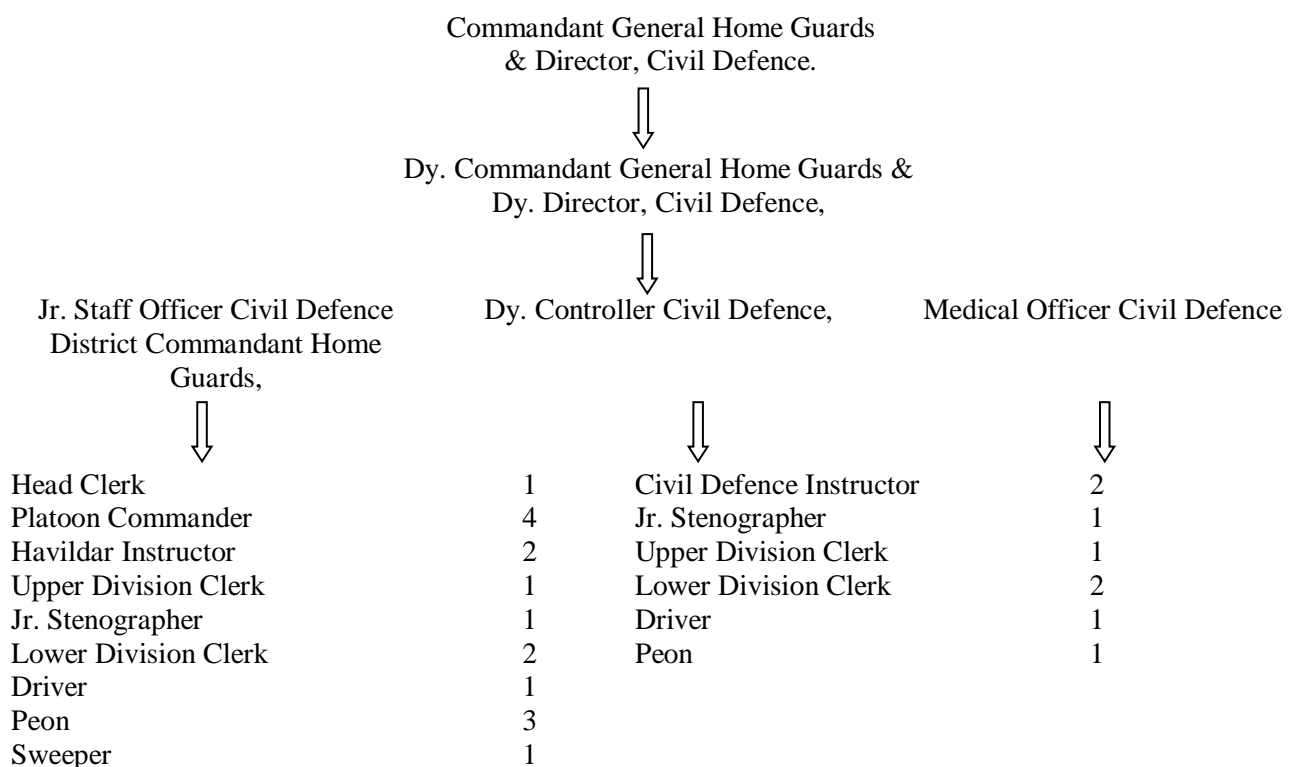 Commandant General Home Guards
& Director, Civil Defence.
Dy. Commandant General Home Guards &
Dy. Director, Civil Defence,
Jr. Staff Officer Civil Defence
District Commandant Home
Guards,
Dy. Controller Civil Defence,
Medical Officer Civil Defence
Head Clerk 1
Platoon Commander 4
Havildar Instructor 2
Upper Division Clerk 1
Jr. Stenographer 1
Lower Division Clerk 2
Driver 1
Peon 3
Sweeper 1
Civil Defence Instructor 2
Jr. Stenographer 1
Upper Division Clerk 1
Lower Division Clerk 2
Driver 1
Peon 1